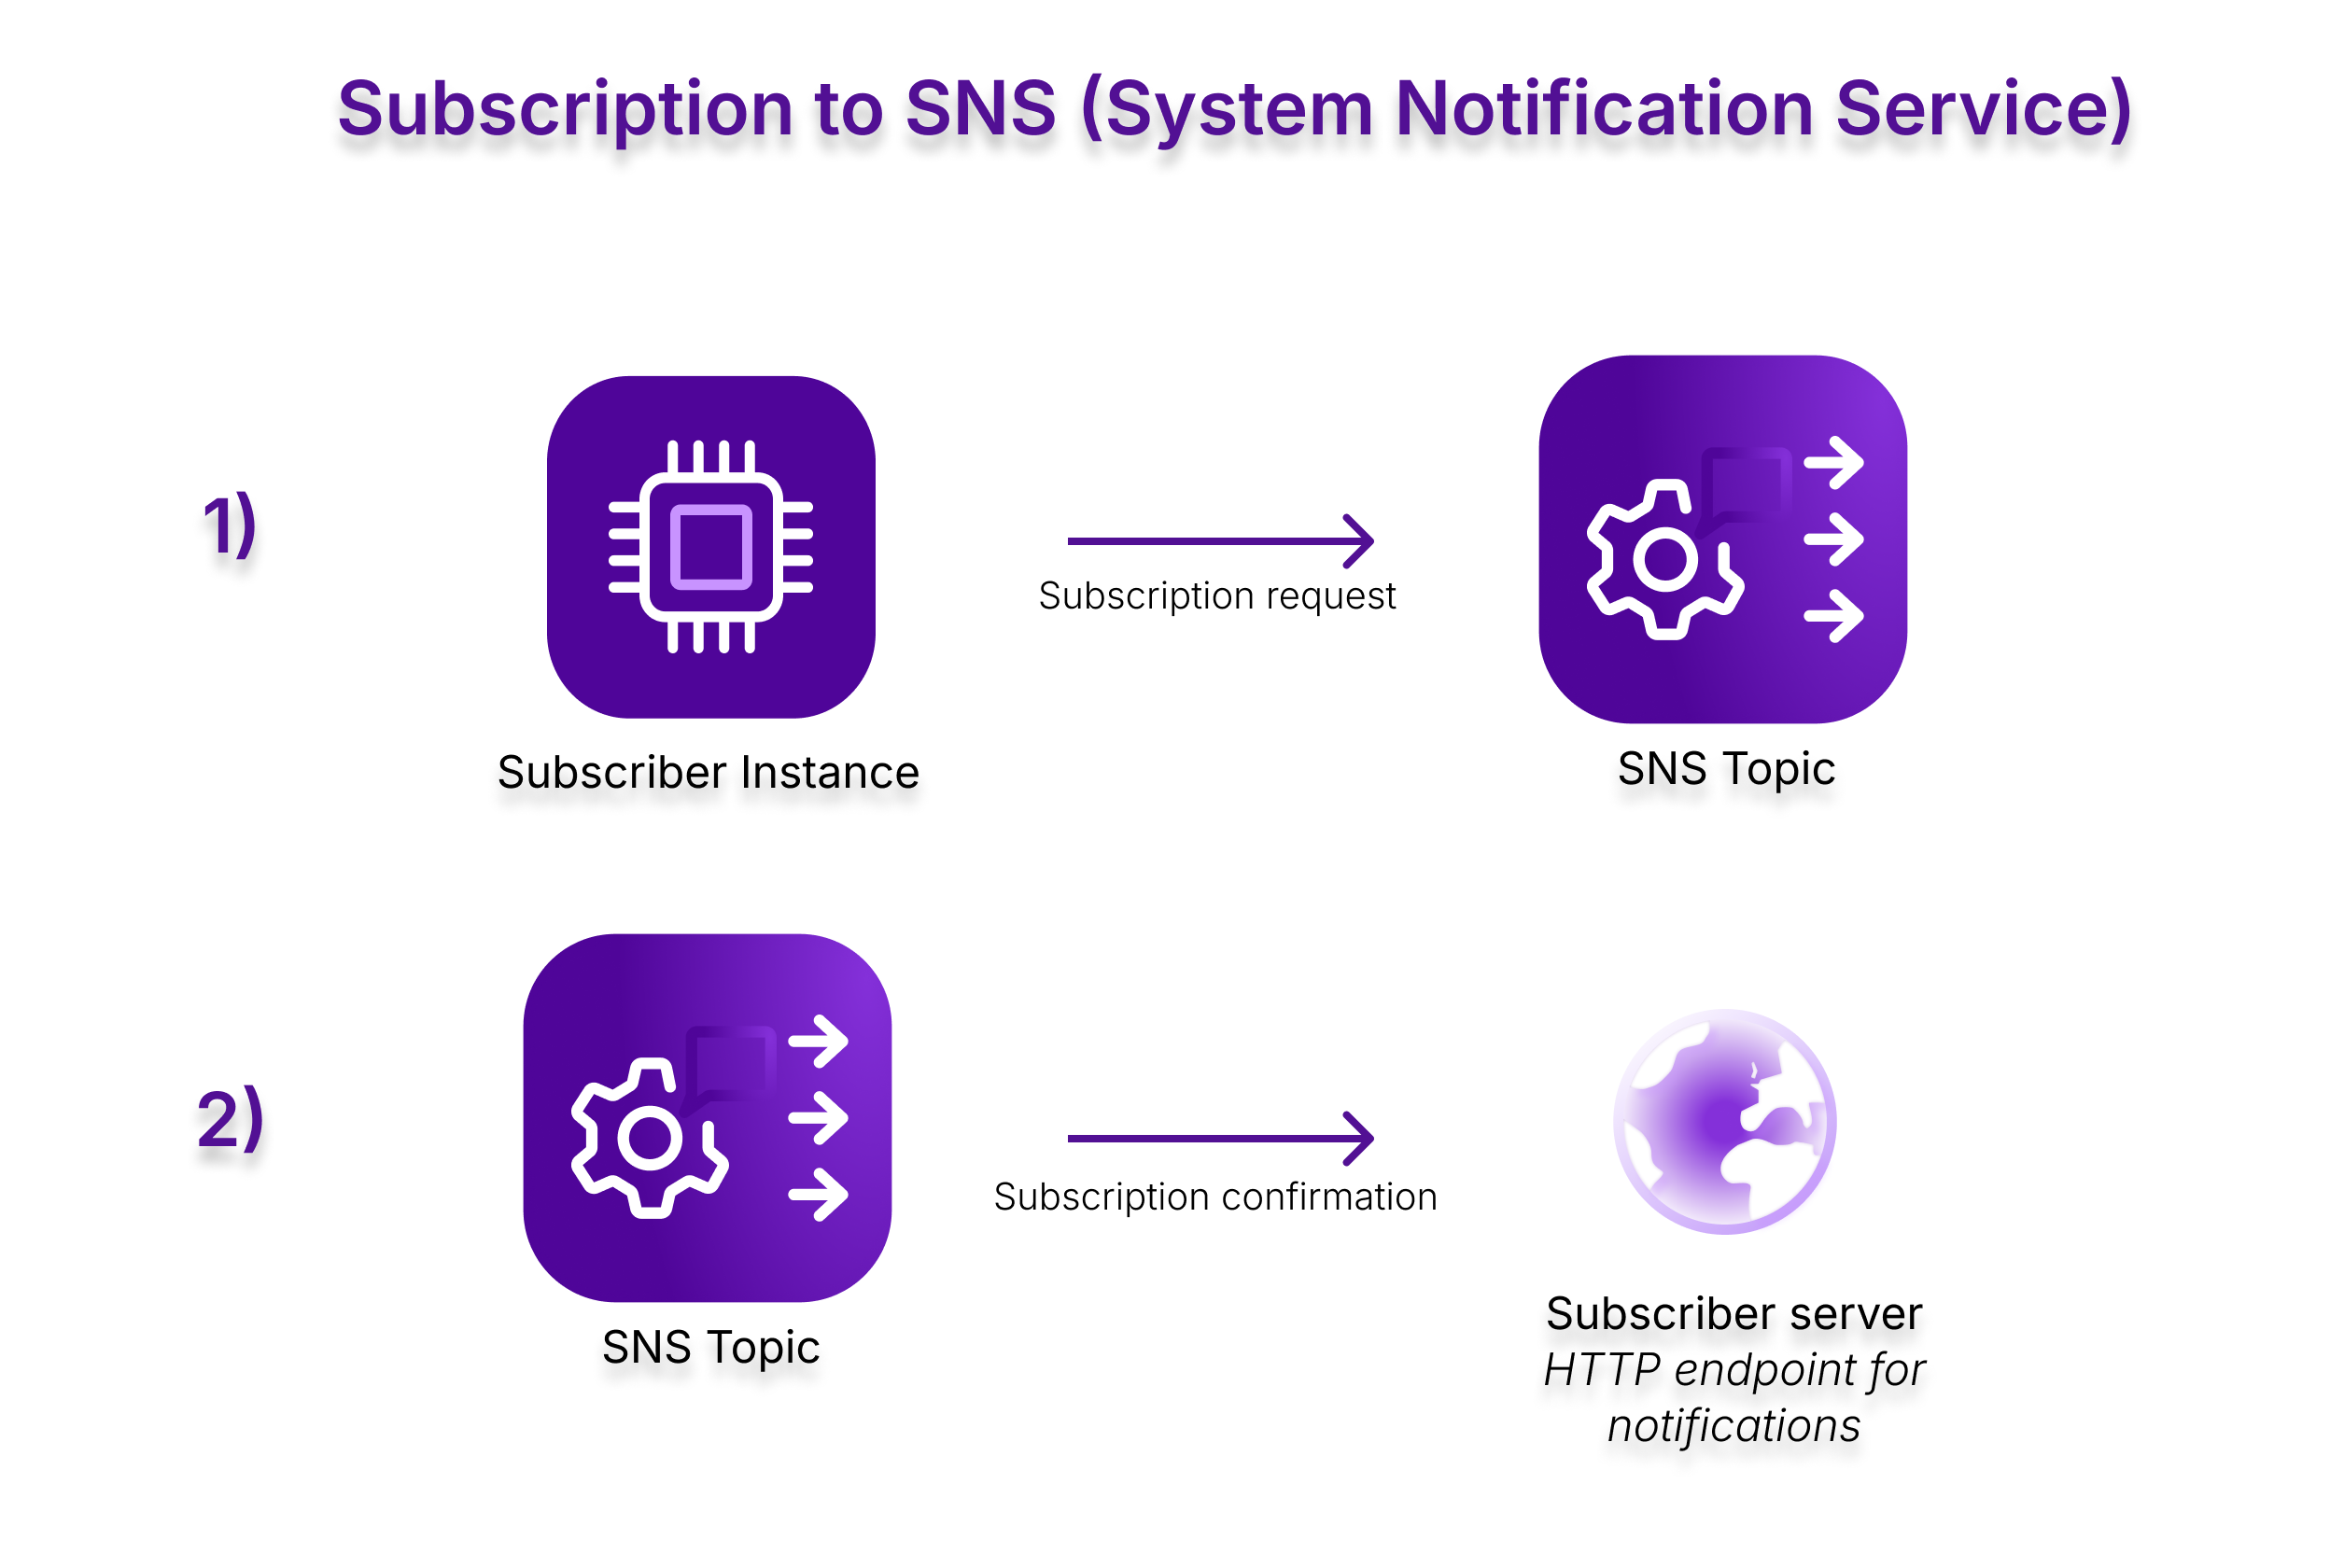 Subscription to SNS (System Notification Service)
1)
Subscription request
Subscriber Instance
SNS Topic
2)
Subscription confirmation
SNS Topic
Subscriber server
HTTP endpoint for
notifications